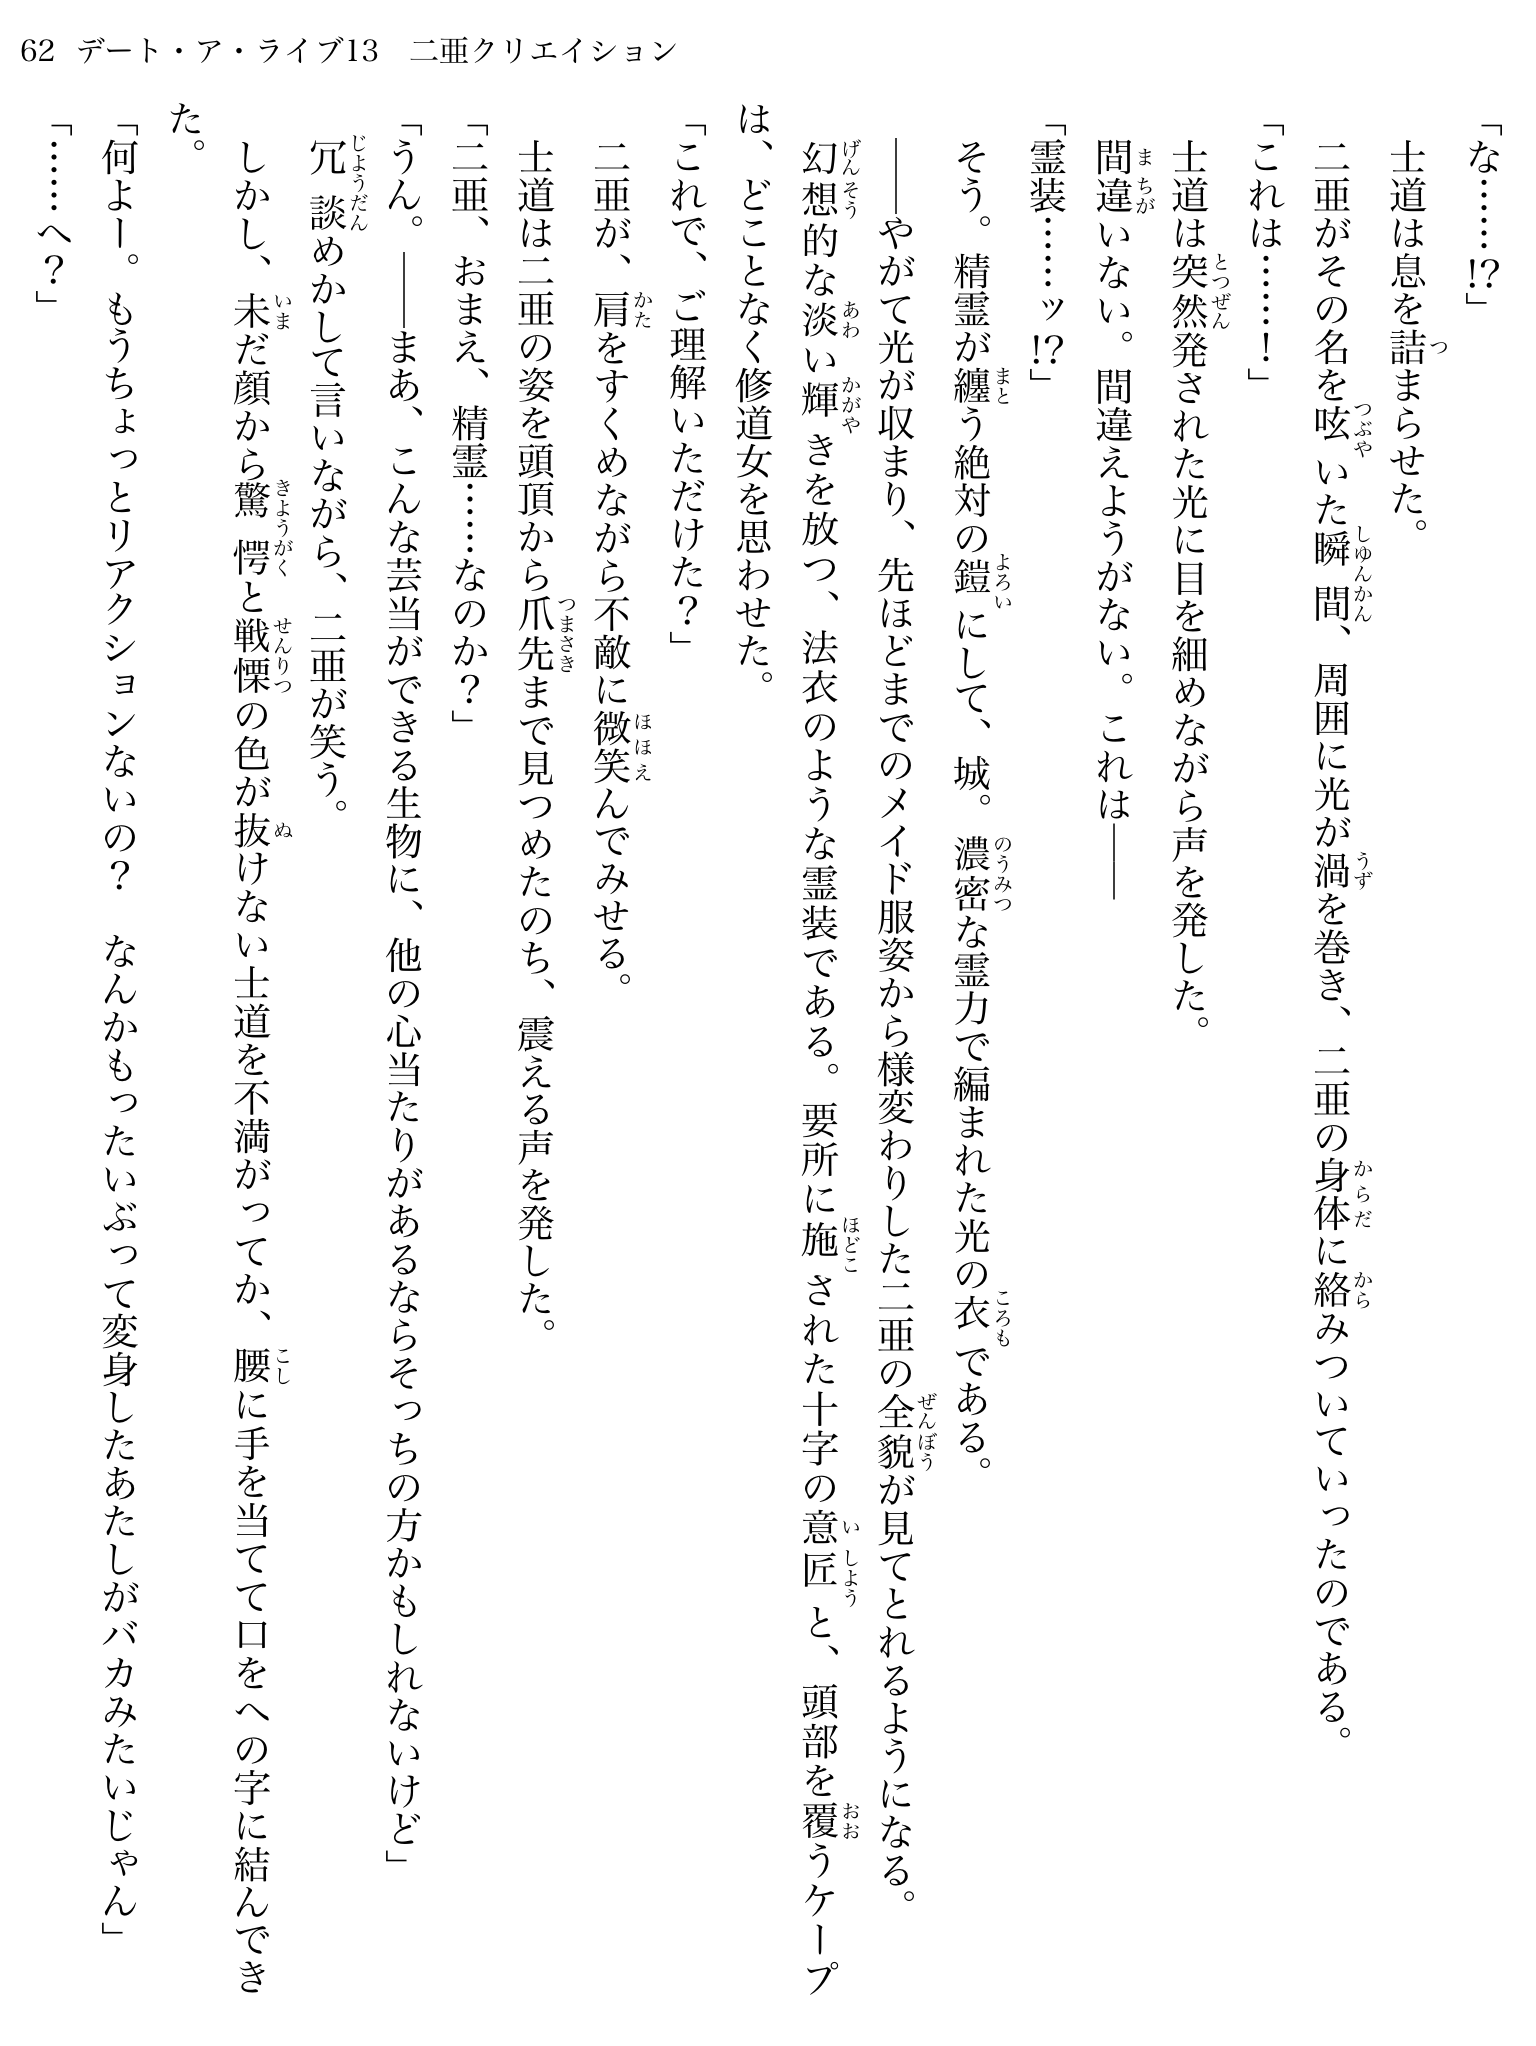 62 デート・ア・ライブ13　二亜クリエイション
「な……!?」
　士道は息を詰まらせた。
　二亜がその名を呟いた瞬間、周囲に光が渦を巻き、二亜の身体に絡みついていったのである。
「これは……！」
　士道は突然発された光に目を細めながら声を発した。
　間違いない。間違えようがない。これは――
「霊装……ッ!?」
　そう。精霊が纏う絶対の鎧にして、城。濃密な霊力で編まれた光の衣である。
　――やがて光が収まり、先ほどまでのメイド服姿から様変わりした二亜の全貌が見てとれるようになる。
　幻想的な淡い輝きを放つ、法衣のような霊装である。要所に施された十字の意匠と、頭部を覆うケープ
は、どことなく修道女を思わせた。
「これで、ご理解いただけた？」
　二亜が、肩をすくめながら不敵に微笑んでみせる。
　士道は二亜の姿を頭頂から爪先まで見つめたのち、震える声を発した。
「二亜、おまえ、精霊……なのか？」
「うん。――まあ、こんな芸当ができる生物に、他の心当たりがあるならそっちの方かもしれないけど」
　冗談めかして言いながら、二亜が笑う。
　しかし、未だ顔から驚愕と戦慄の色が抜けない士道を不満がってか、腰に手を当てて口をへの字に結んでき
た。
「何よー。もうちょっとリアクションないの？　なんかもったいぶって変身したあたしがバカみたいじゃん」
「……へ？」